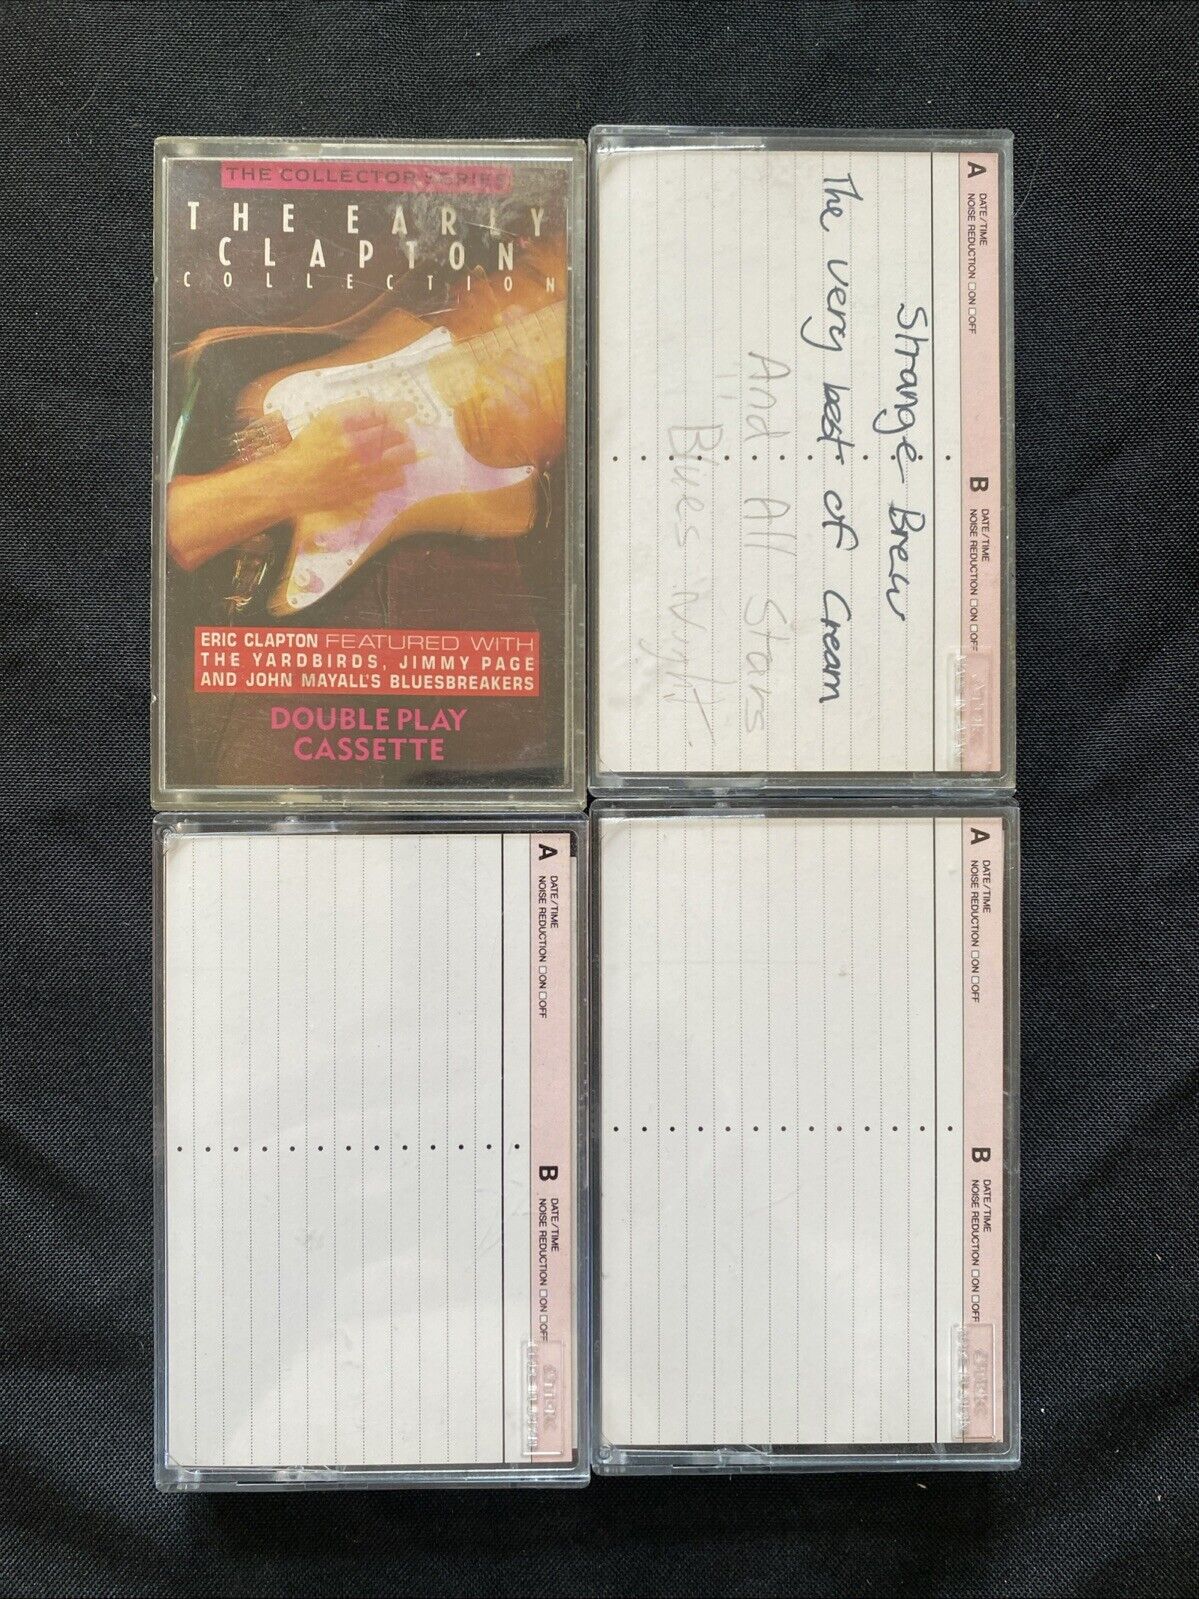 THE COLLECTOR SERIES
THE EARLY
CLAPTON
COLLECTION
ERIC CLAPTON FEATURED WITH
THE YARDBIRDS, JIMMY PAGE
AND JOHN MAYALL'S BLUESBREAKERS
DOUBLE PLAY
CASSETTE
A DATE/TIME
NOISE REDUCTION ON OFF
B DATE/TIME
NOISE REDUCTION ON OFF
Strange Brew
The very best of Cream
And All Stars
Blues Night.
A DATE/TIME
NOISE REDUCTION ON OFF
B DATE/TIME
NOISE REDUCTION ON OFF
A DATE/TIME
NOISE REDUCTION ON OFF
B DATE/TIME
NOISE REDUCTION ON OFF